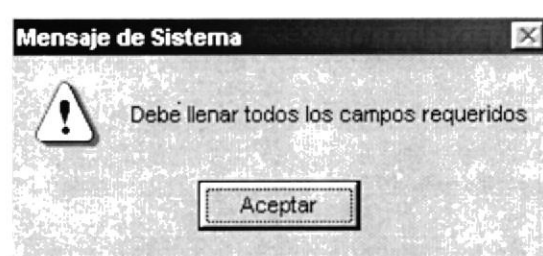 Mensaje de Sistema
Debe llenar todos los campos requeridos
Aceptar